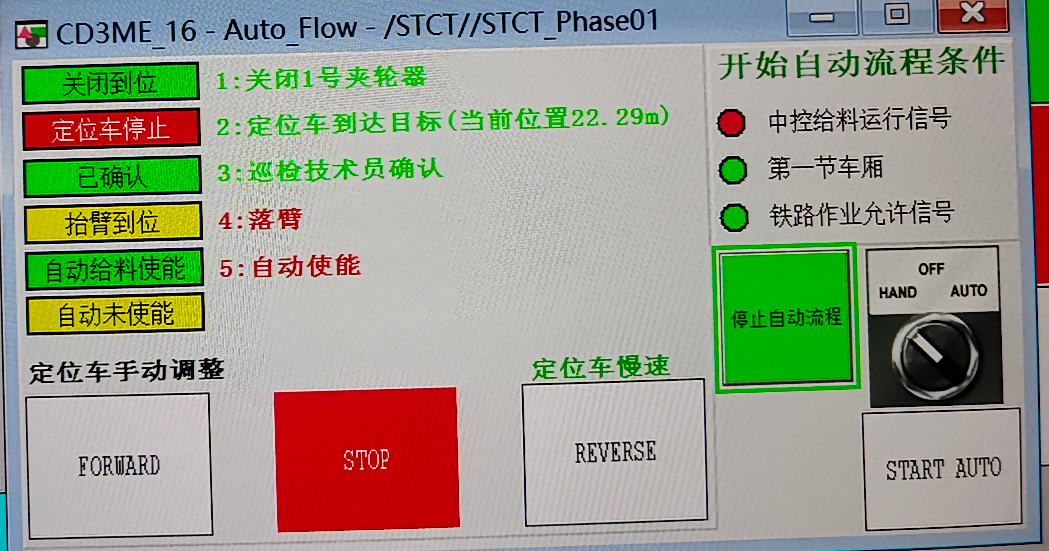 CD3ME_16 - Auto_Flow - /STCT//STCT_Phase01
关闭到位
1:关闭1号夹轮器
定位车停止
2:定位车到达目标(当前位置22.29m)
已确认
3:巡检技术员确认
抬臂到位
4:落臂
自动给料使能
5:自动使能
自动未使能
开始自动流程条件
中控给料运行信号
第一节车厢
铁路作业允许信号
停止自动流程
OFF
HAND AUTO
定位车手动调整
定位车慢速
FORWARD
STOP
REVERSE
START AUTO